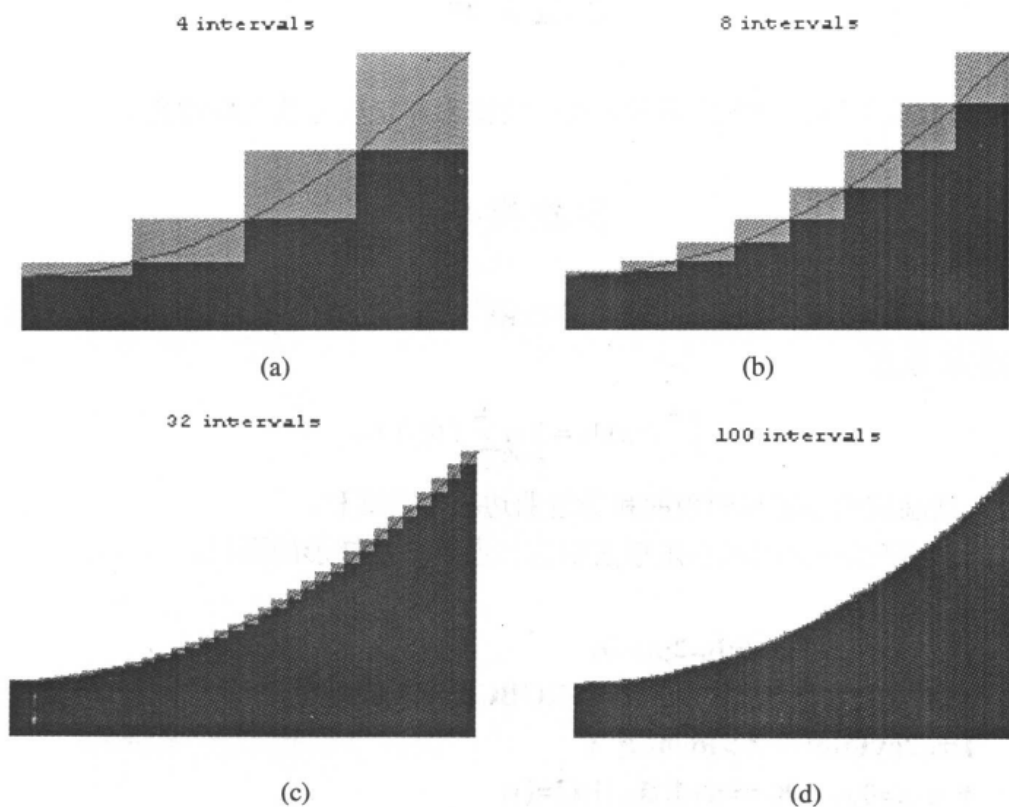 4 intervals
8 intervals
(a)
(b)
32 intervals
100 intervals
(c)
(d)